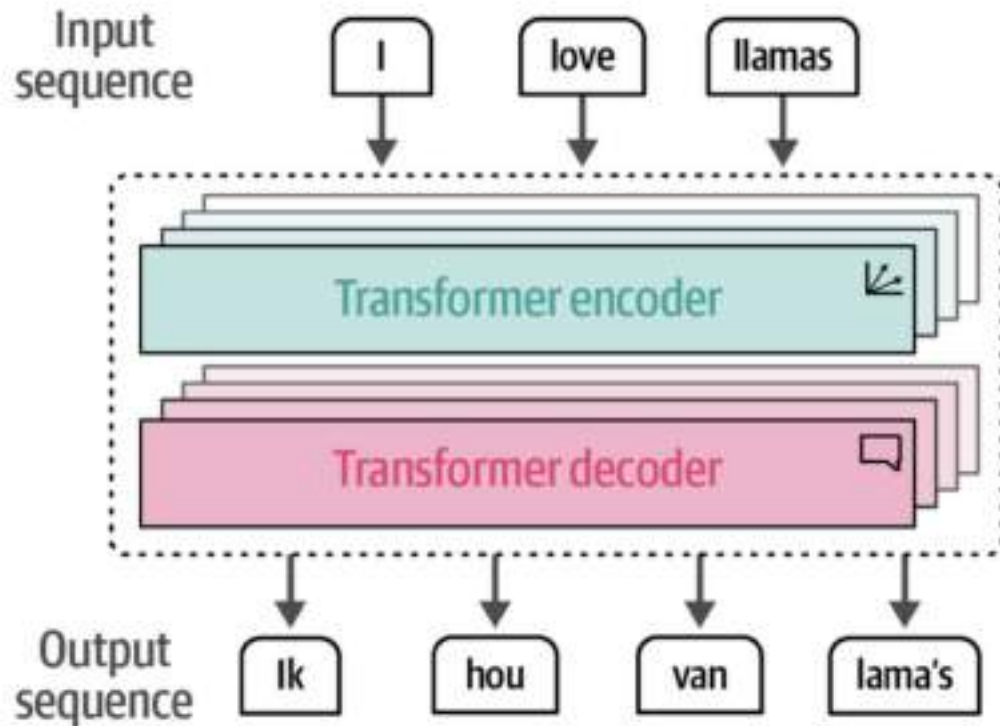 Input
sequence
I
love
llamas
Transformer encoder
Transformer decoder
Output
sequence
Ik
hou
van
lama's